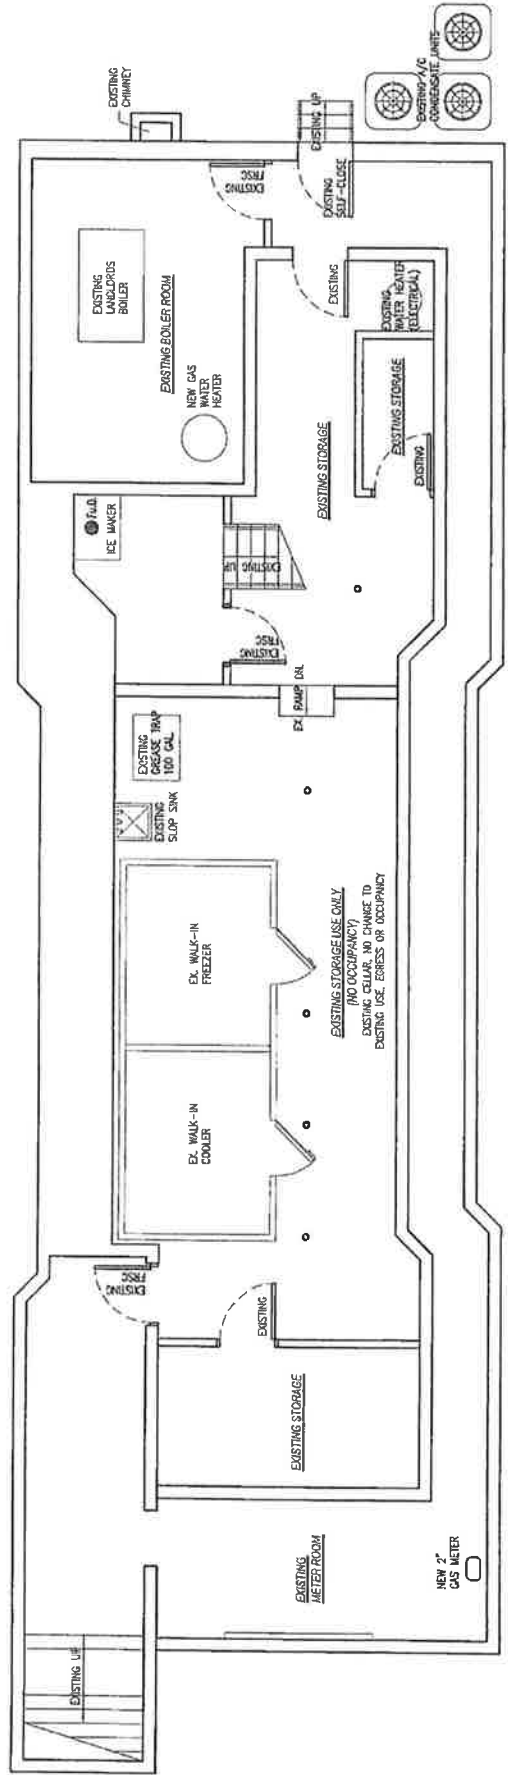 EXISTING
CHIMNEY
EXISTING UP
EXISTING A/C
CONDENSATE UNITS
EXISTING
FRSC
EXISTING
SELF-CLOSE
EXISTING
LANDLORDS
BOILER
EXISTING BOILER ROOM
NEW GAS
WATER
HEATER
EXISTING
EXISTING
WATER HEATER
(ELECTRICAL)
EXISTING STORAGE
EXISTING
EXISTING STORAGE
F.D.
ICE MAKER
EXISTING UP
EXISTING
FRSC
EX RAMP DN.
EXISTING
GREASE TRAP
100 GAL.
EXISTING
SLOP SINK
EX. WALK-IN
FREEZER
EXISTING STORAGE USE ONLY
(NO OCCUPANCY)
EXISTING CELLAR, NO CHANGE TO
EXISTING USE, EGRESS OR OCCUPANCY
EX. WALK-IN
COOLER
EXISTING
FRSC
EXISTING
EXISTING STORAGE
EXISTING
METER ROOM
NEW 2"
GAS METER
EXISTING UP